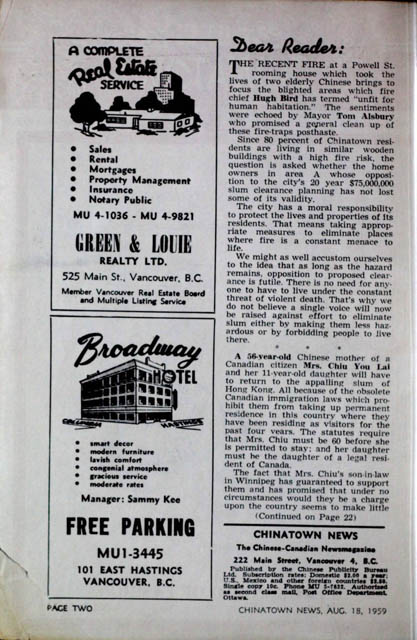 A COMPLETE
Real Estate
SERVICE
• Sales
• Rental
• Mortgages
• Property Management
• Insurance
• Notary Public
MU 4-1036 - MU 4-9821
GREEN & LOUIE
REALTY LTD.
525 Main St., Vancouver, B.C.
Member Vancouver Real Estate Board
and Multiple Listing Service
Broadway
HOTEL
• smart decor
• modern furniture
• lavish comfort
• congenial atmosphere
• gracious service
• moderate rates
Manager: Sammy Kee
FREE PARKING
MU1-3445
101 EAST HASTINGS
VANCOUVER, B.C.
PAGE TWO
Dear Reader:
THE RECENT FIRE at a Powell St.
rooming house which took the
lives of two elderly Chinese brings to
focus the blighted areas which fire
chief Hugh Bird has termed "unfit for
human habitation." The sentiments
were echoed by Mayor Tom Alsbury
who promised a general clean up of
these fire-traps posthaste.
Since 80 percent of Chinatown resi-
dents are living in similar wooden
buildings with a high fire risk, the
question is asked whether the home
owners in area A whose opposi-
tion to the city's 20 year $75,000,000
slum clearance planning has not lost
some of its validity.
The city has a moral responsibility
to protect the lives and properties of its
residents. That means taking appro-
priate measures to eliminate places
where fire is a constant menace to
life.
We might as well accustom ourselves
to the idea that as long as the hazard
remains, opposition to proposed clear-
ance is futile. There is no need for any-
one to have to live under the constant
threat of violent death. That's why we
do not believe a single voice will now
be raised against effort to eliminate
slum either by making them less haz-
ardous or by forbidding people to live
there.
* * *
A 56-year-old Chinese mother of a
Canadian citizen Mrs. Chiu You Lai
and her 11-year-old daughter will have
to return to the appalling slum of
Hong Kong. All because of the obsolete
Canadian immigration laws which pro-
hibit them from taking up permanent
residence in this country where they
have been residing as visitors for the
past four years. The statutes require
that Mrs. Chiu must be 60 before she
is permitted to stay; and her daughter
must be the daughter of a legal resi-
dent of Canada.
The fact that Mrs. Chiu's son-in-law
in Winnipeg has guaranteed to support
them and has promised that under no
circumstances would they be a charge
upon the country seems to make little
(Continued on Page 22)
CHINATOWN NEWS
The Chinese-Canadian Newsmagazine
222 Main Street, Vancouver 4, B.C.
Published by the Chinese Publicity Bureau
Ltd. Subscription rates: Domestic $2.00 a year;
U.S., Mexico and other foreign countries
Single copy 10c. Phone Authorized
as second class mail, Post Office Department,
Ottawa.
CHINATOWN NEWS, AUG. 18, 1959